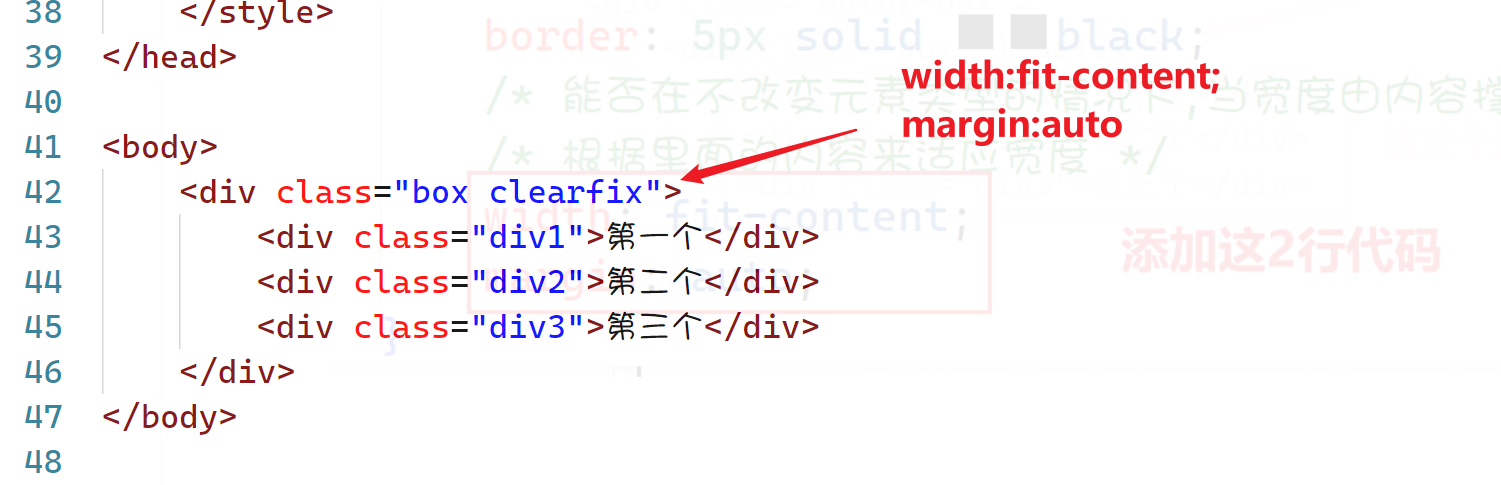 38 </style>
border: 5px solid black;
39 </head>
width:fit-content;
40
/* 能否在不改变元素类型的情况下,当宽度由内容撑
margin:auto
41 <body>
/* 根据里面的内容来适应宽度 */
42 <div class="box clearfix">
width: fit-content;
43 <div class="div1">第一个</div>
添加这2行代码
44 <div class="div2">第二个</div>
margin: auto;
45 <div class="div3">第三个</div>
}
46 </div>
47 </body>
48